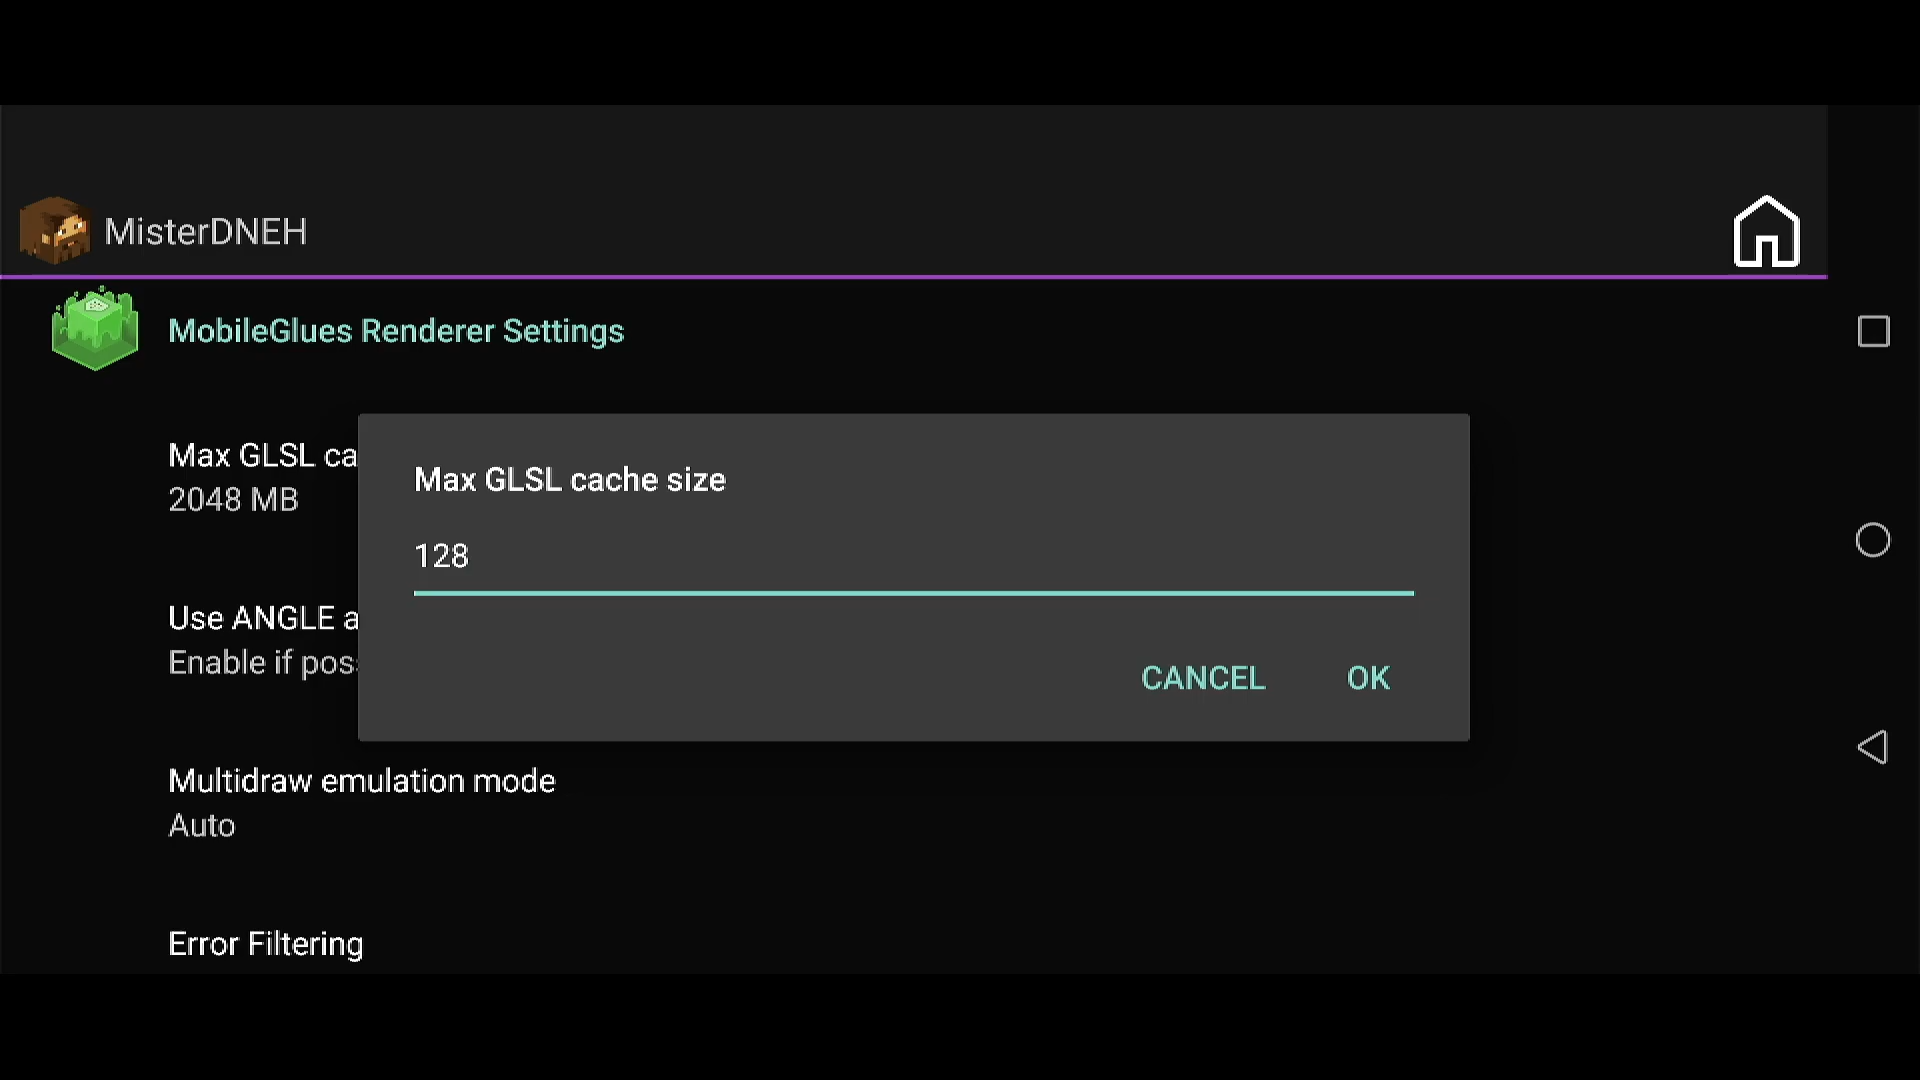 MisterDNEH
MobileGlues Renderer Settings
Max GLSL ca
2048 MB
Max GLSL cache size
128
CANCEL
OK
Use ANGLE a
Enable if pos
Multidraw emulation mode
Auto
Error Filtering